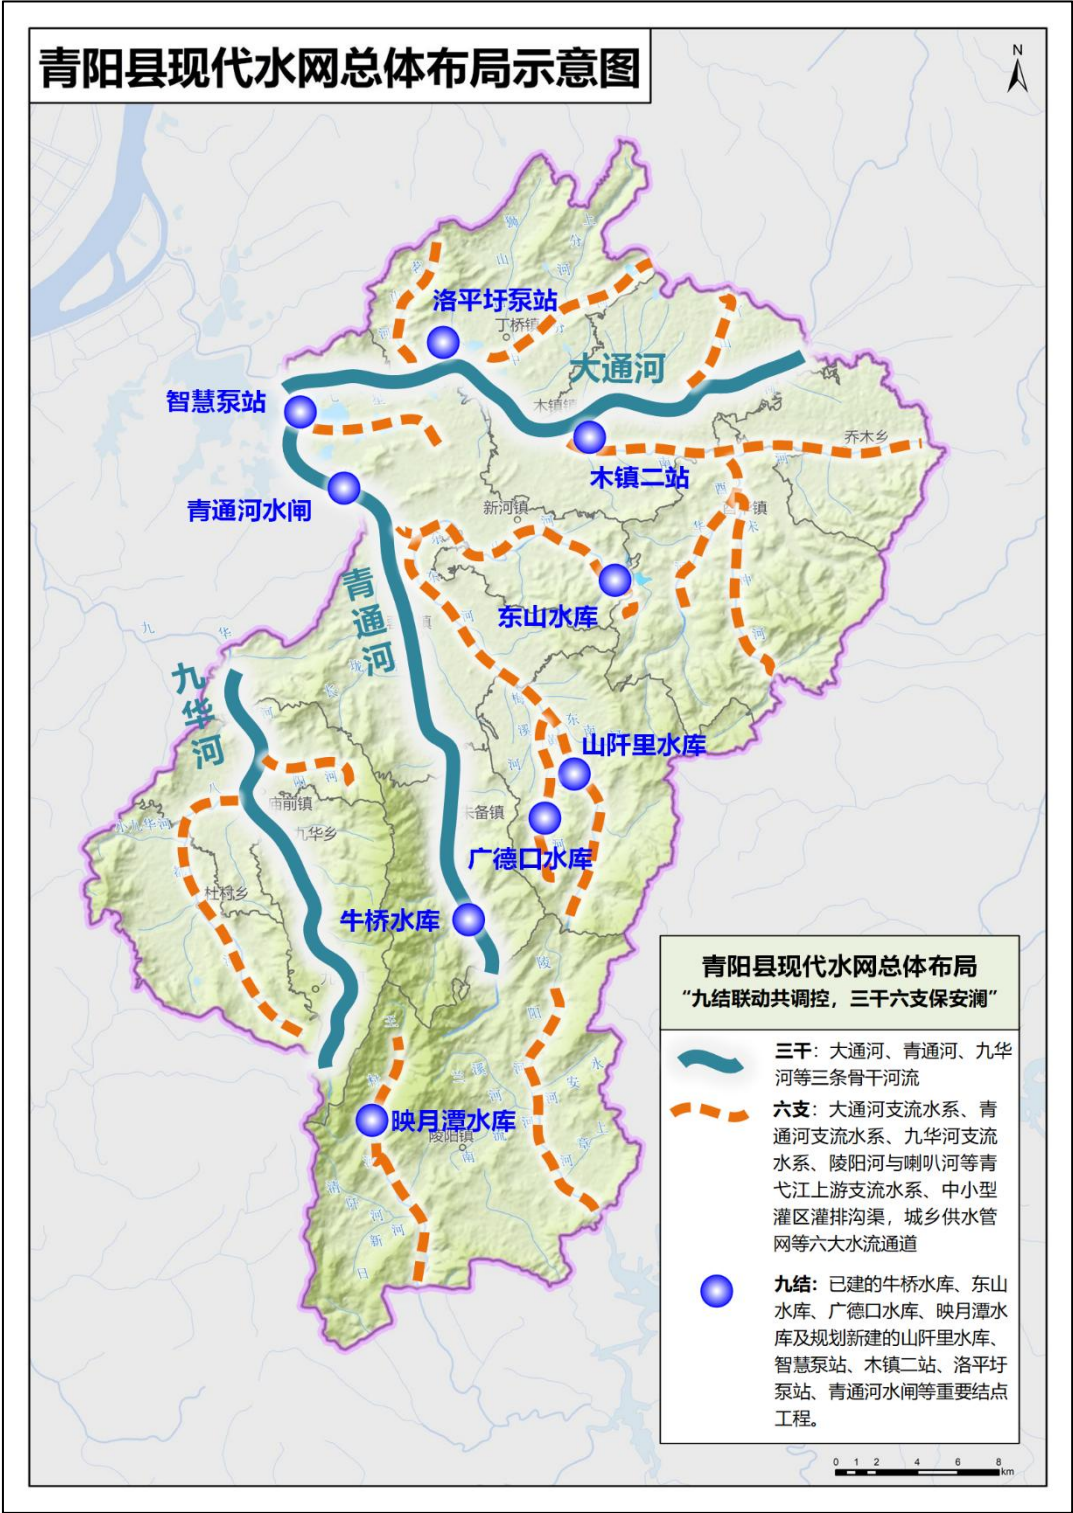 青阳县现代水网总体布局示意图
N
洛平圩泵站
丁桥镇
大通河
智慧泵站
木镇镇
乔木乡
木镇二站
青通河水闸
新河镇
东山水库
青通河
九华河
九华
山阡里水库
庙前镇
朱备镇
小九华河
九华乡
广德口水库
杜村乡
牛桥水库
映月潭水库
陵阳镇
青阳县现代水网总体布局
“九结联动共调控，三干六支保安澜”
三干：大通河、青通河、九华
河等三条骨干河流
六支：大通河支流水系、青
通河支流水系、九华河支流
水系、陵阳河与喇叭河等青
弋江上游支流水系、中小型
灌区灌排沟渠，城乡供水管
网等六大水流通道
九结：已建的牛桥水库、东山
水库、广德口水库、映月潭水
库及规划新建的山阡里水库、
智慧泵站、木镇二站、洛平圩
泵站、青通河水闸等重要结点
工程。
0 1 2 4 6 8
km